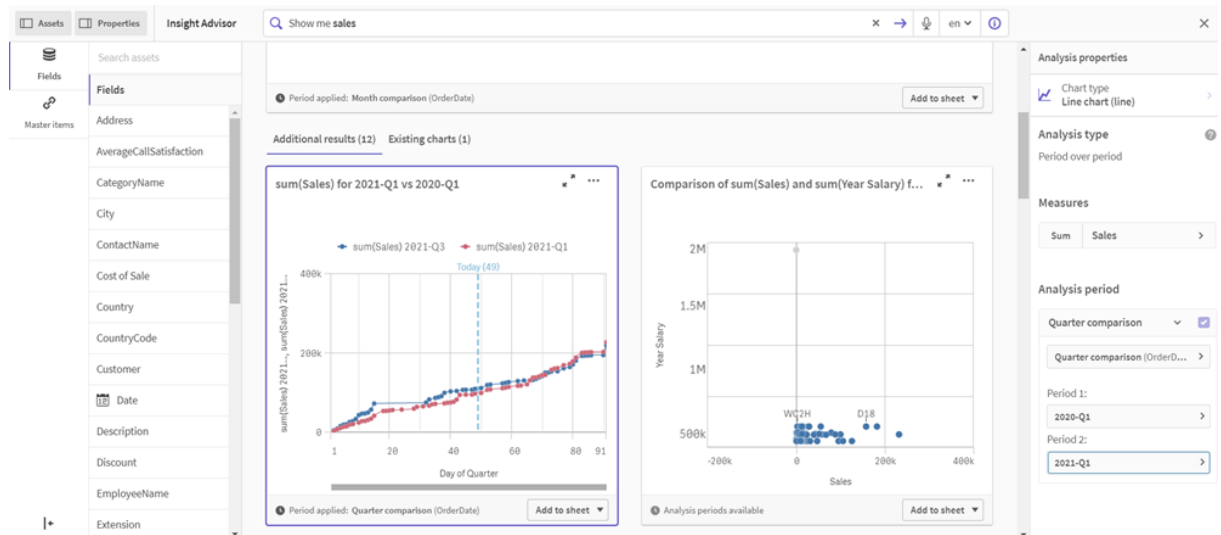 Assets Properties Insight Advisor Show me sales en
Fields
Master items
Search assets
Fields
Address
AverageCallSatisfaction
CategoryName
City
ContactName
Cost of Sale
Country
CountryCode
Customer
Date
Description
Discount
EmployeeName
Extension
Period applied: Month comparison (OrderDate) Add to sheet
Additional results (12) Existing charts (1)
sum(Sales) for 2021-Q1 vs 2020-Q1
sum(Sales) 2021-Q3 sum(Sales) 2021-Q1
Today (49)
sum(Sales) 2021..., sum(Sales) 2021...
400k
200k
0
1 20 40 60 80 91
Day of Quarter
Period applied: Quarter comparison (OrderDate) Add to sheet
Comparison of sum(Sales) and sum(Year Salary) f...
Year Salary
2M
1.5M
1M
500k
WC2H D18
-200k 0 200k 400k
Sales
Analysis periods available Add to sheet
Analysis properties
Chart type
Line chart (line)
Analysis type
Period over period
Measures
Sum Sales
Analysis period
Quarter comparison
Quarter comparison (OrderD...
Period 1:
2020-Q1
Period 2:
2021-Q1